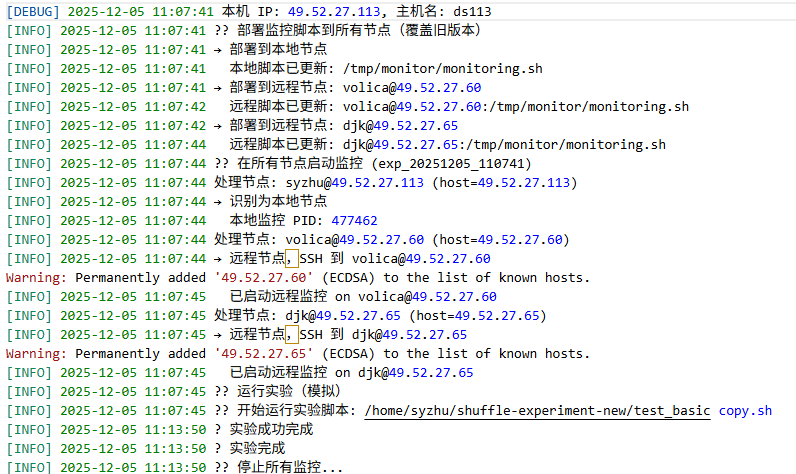 [DEBUG] 2025-12-05 11:07:41 本机 IP: 49.52.27.113, 主机名: ds113
[INFO] 2025-12-05 11:07:41 ?? 部署监控脚本到所有节点（覆盖旧版本）
[INFO] 2025-12-05 11:07:41 → 部署到本地节点
[INFO] 2025-12-05 11:07:41   本地脚本已更新: /tmp/monitor/monitoring.sh
[INFO] 2025-12-05 11:07:41 → 部署到远程节点: volica@49.52.27.60
[INFO] 2025-12-05 11:07:42   远程脚本已更新: volica@49.52.27.60:/tmp/monitor/monitoring.sh
[INFO] 2025-12-05 11:07:42 → 部署到远程节点: djk@49.52.27.65
[INFO] 2025-12-05 11:07:44   远程脚本已更新: djk@49.52.27.65:/tmp/monitor/monitoring.sh
[INFO] 2025-12-05 11:07:44 ?? 在所有节点启动监控 (exp_20251205_110741)
[INFO] 2025-12-05 11:07:44 处理节点: syzhu@49.52.27.113 (host=49.52.27.113)
[INFO] 2025-12-05 11:07:44 → 识别为本地节点
[INFO] 2025-12-05 11:07:44   本地监控 PID: 477462
[INFO] 2025-12-05 11:07:44 处理节点: volica@49.52.27.60 (host=49.52.27.60)
[INFO] 2025-12-05 11:07:44 → 远程节点，SSH 到 volica@49.52.27.60
Warning: Permanently added '49.52.27.60' (ECDSA) to the list of known hosts.
[INFO] 2025-12-05 11:07:45   已启动远程监控 on volica@49.52.27.60
[INFO] 2025-12-05 11:07:45 处理节点: djk@49.52.27.65 (host=49.52.27.65)
[INFO] 2025-12-05 11:07:45 → 远程节点，SSH 到 djk@49.52.27.65
Warning: Permanently added '49.52.27.65' (ECDSA) to the list of known hosts.
[INFO] 2025-12-05 11:07:45   已启动远程监控 on djk@49.52.27.65
[INFO] 2025-12-05 11:07:45 ?? 运行实验（模拟）
[INFO] 2025-12-05 11:07:45 ?? 开始运行实验脚本: /home/syzhu/shuffle-experiment-new/test_basic copy.sh
[INFO] 2025-12-05 11:13:50 ? 实验成功完成
[INFO] 2025-12-05 11:13:50 ? 实验完成
[INFO] 2025-12-05 11:13:50 ?? 停止所有监控...